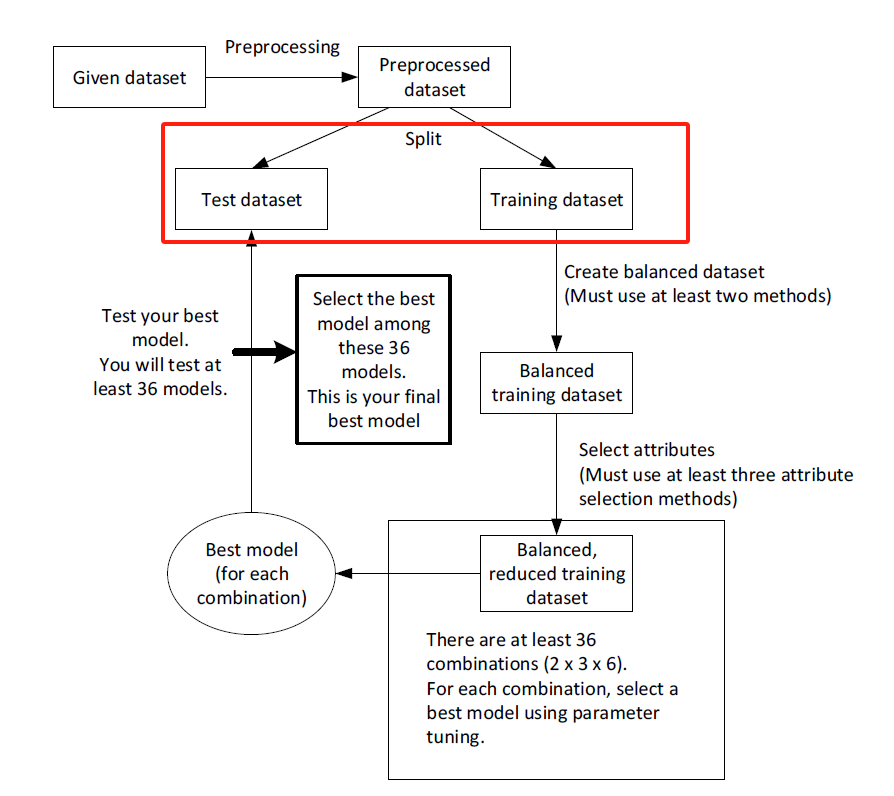 Preprocessing
Given dataset
Preprocessed
dataset
Split
Test dataset
Training dataset
Create balanced dataset
(Must use at least two methods)
Test your best
model.
You will test at
least 36 models.
Select the best
model among
these 36
models.
This is your final
best model
Balanced
training dataset
Select attributes
(Must use at least three attribute
selection methods)
Best model
(for each
combination)
Balanced,
reduced training
dataset
There are at least 36
combinations (2 x 3 x 6).
For each combination, select a
best model using parameter
tuning.